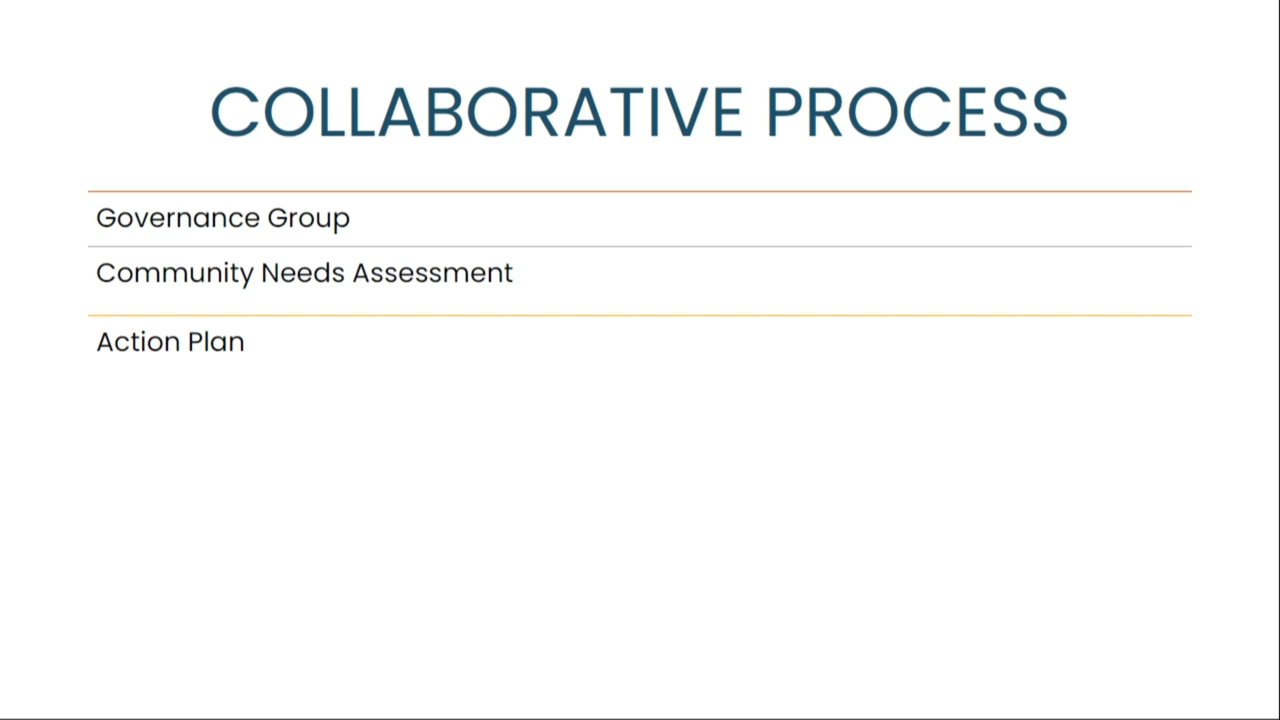 COLLABORATIVE PROCESS
Governance Group
Community Needs Assessment
Action Plan